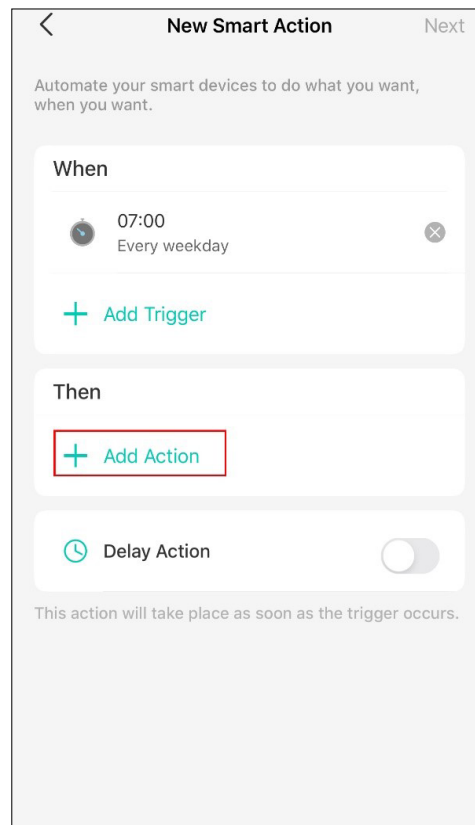 New Smart Action
Next
Automate your smart devices to do what you want,
when you want.
When
07:00
Every weekday
Add Trigger
Then
Add Action
Delay Action
This action will take place as soon as the trigger occurs.